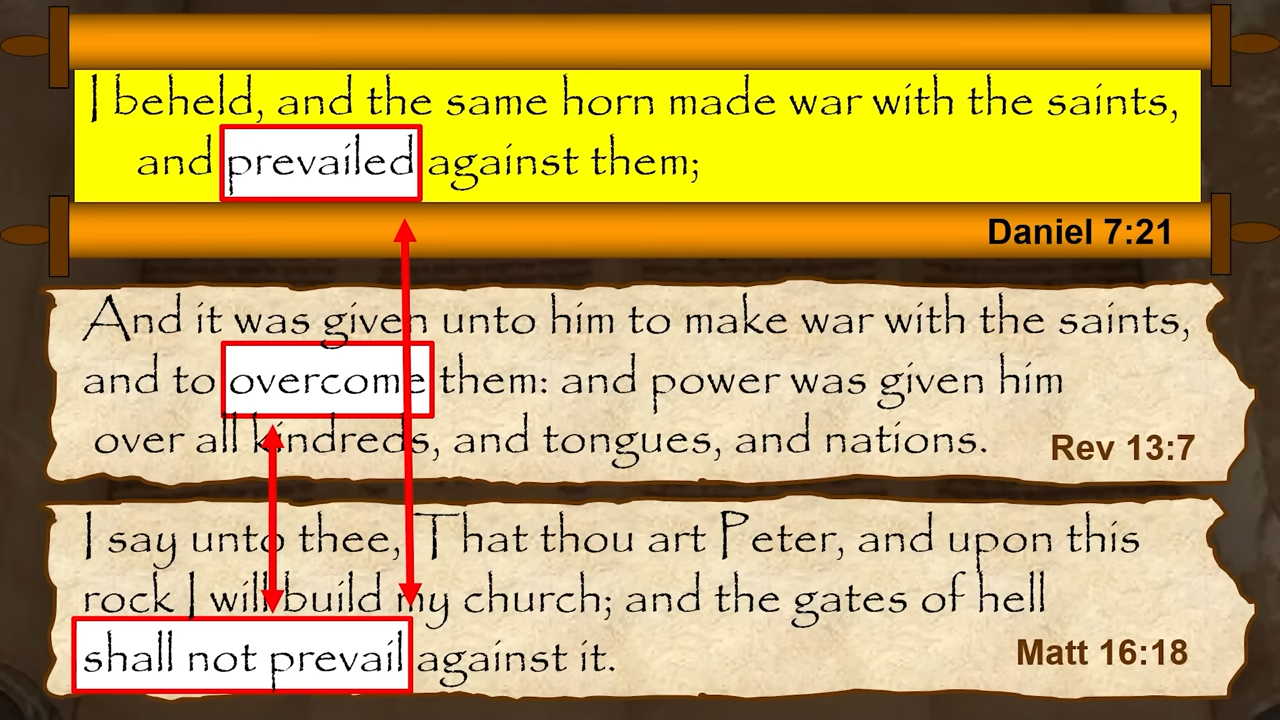 I beheld, and the same horn made war with the saints,
and prevailed against them;
Daniel 7:21
And it was given unto him to make war with the saints,
and to overcome them: and power was given him
over all kindreds, and tongues, and nations.
Rev 13:7
I say unto thee, That thou art Peter, and upon this
rock I will build my church; and the gates of hell
shall not prevail against it.
Matt 16:18